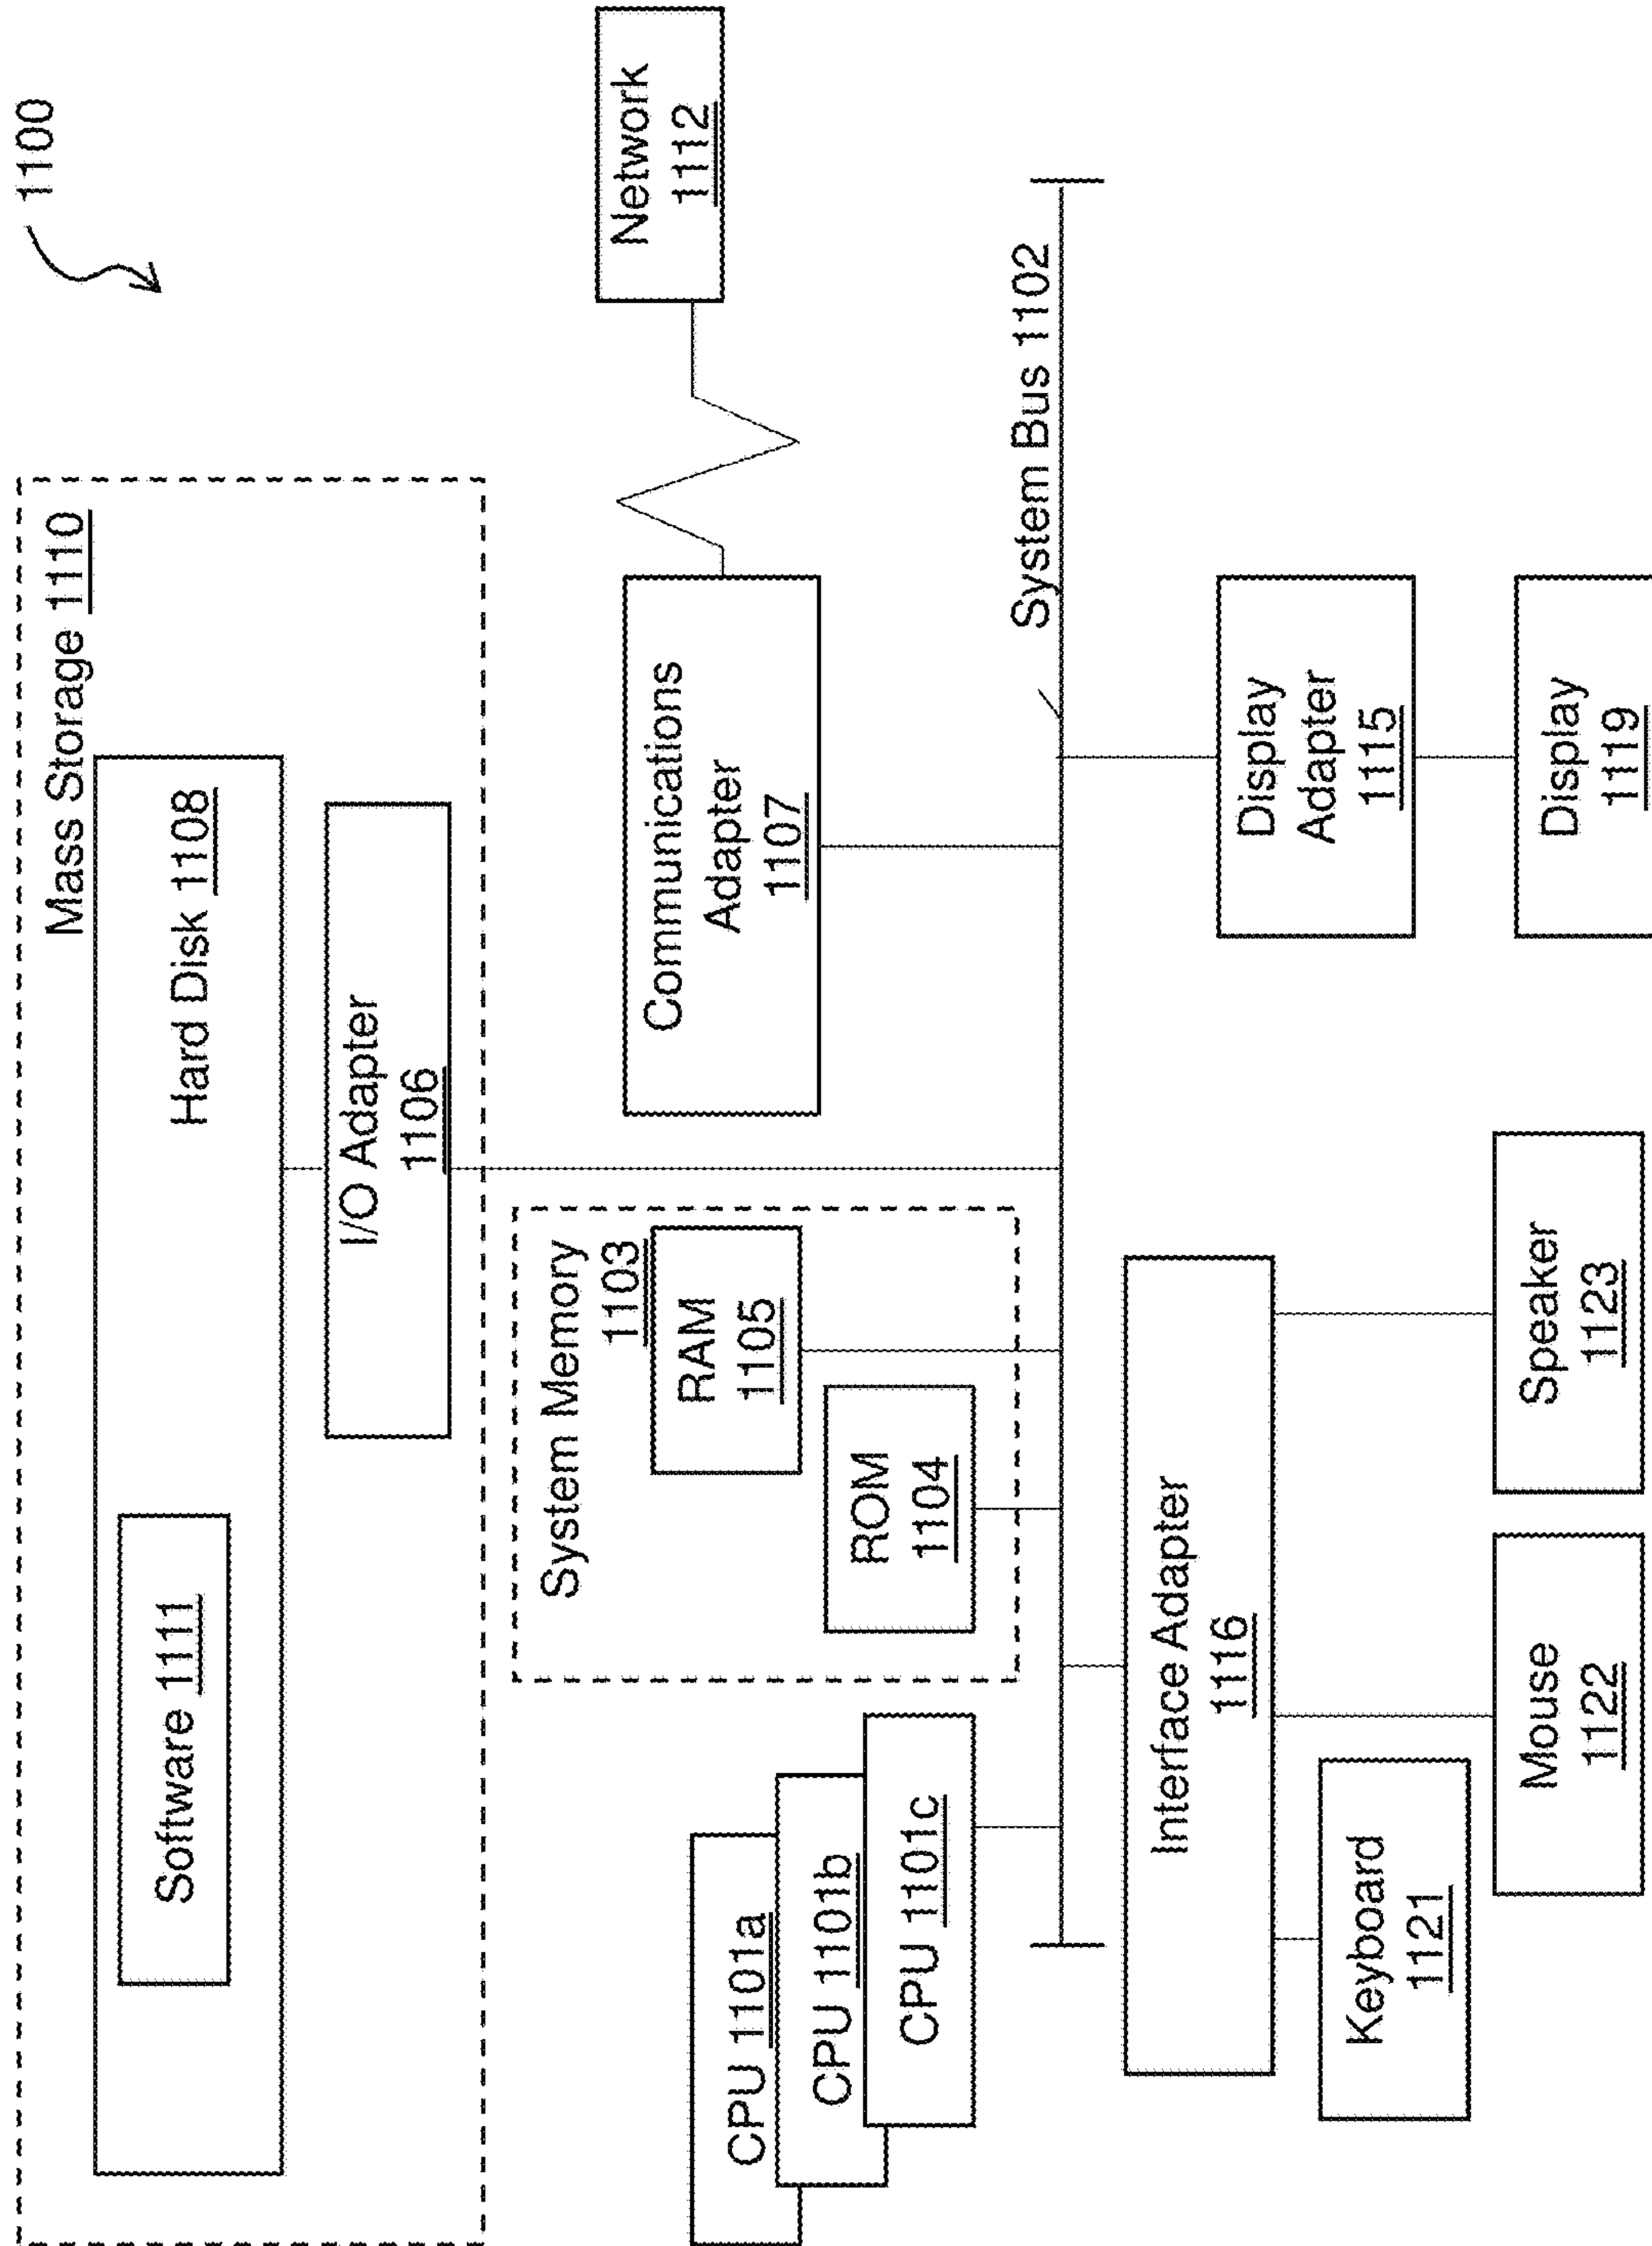 1100
Mass Storage 1110
Hard Disk 1108
Software 1111
I/O Adapter
1106
System Memory
1103
RAM
1105
ROM
1104
CPU 1101a
CPU 1101b
CPU 1101c
Communications
Adapter
1107
Network
1112
System Bus 1102
Interface Adapter
1116
Keyboard
1121
Mouse
1122
Speaker
1123
Display
Adapter
1115
Display
1119